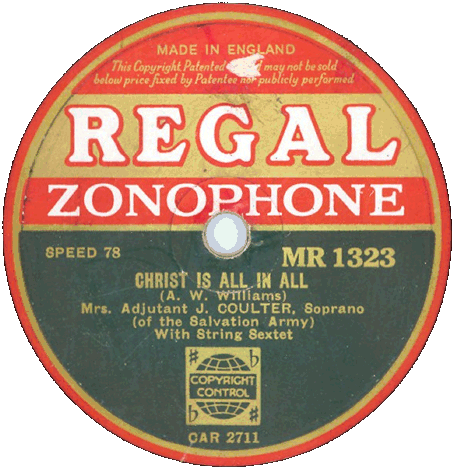 MADE IN ENGLAND
This Copyright Patented may not be sold
below price fixed by Patentee nor publicly performed
REGAL
ZONOPHONE
SPEED 78
MR 1323
CHRIST IS ALL IN ALL
(A. W. Williams)
Mrs. Adjutant J. COULTER, Soprano
(of the Salvation Army)
With String Sextet
♯ ♭
COPYRIGHT
CONTROL
♭ ♯
CAR 2711